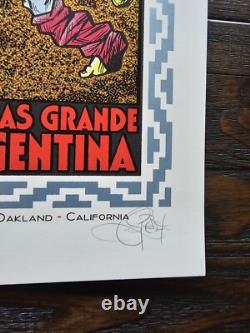 AS GRANDE
GENTINA
Oakland - California